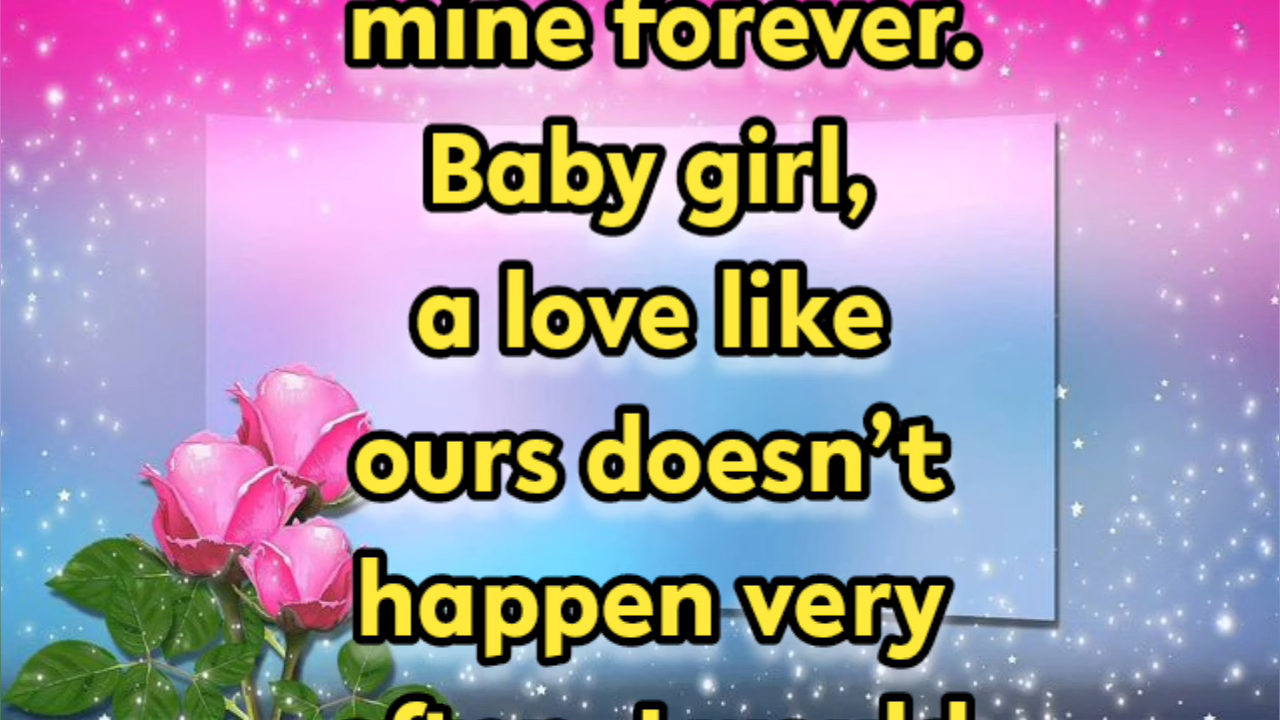 mine forever.
Baby girl,
a love like
ours doesn’t
happen very